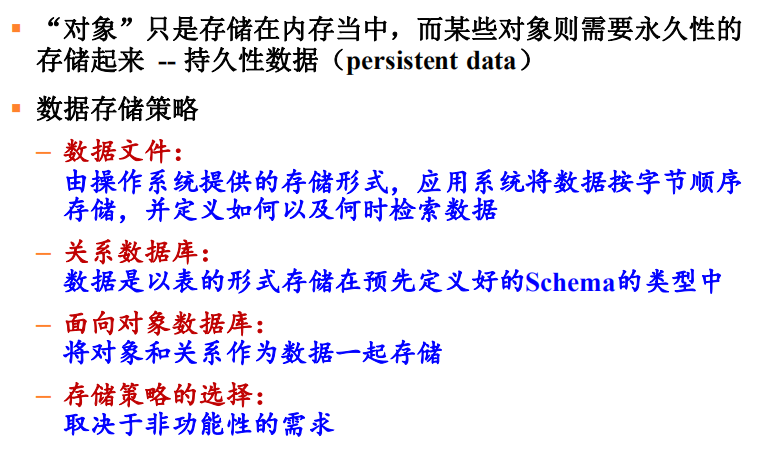 ▪ “对象”只是存储在内存当中，而某些对象则需要永久性的
存储起来 -- 持久性数据（persistent data）
▪ 数据存储策略
– 数据文件：
由操作系统提供的存储形式，应用系统将数据按字节顺序
存储，并定义如何以及何时检索数据
– 关系数据库：
数据是以表的形式存储在预先定义好的Schema的类型中
– 面向对象数据库：
将对象和关系作为数据一起存储
– 存储策略的选择：
取决于非功能性的需求